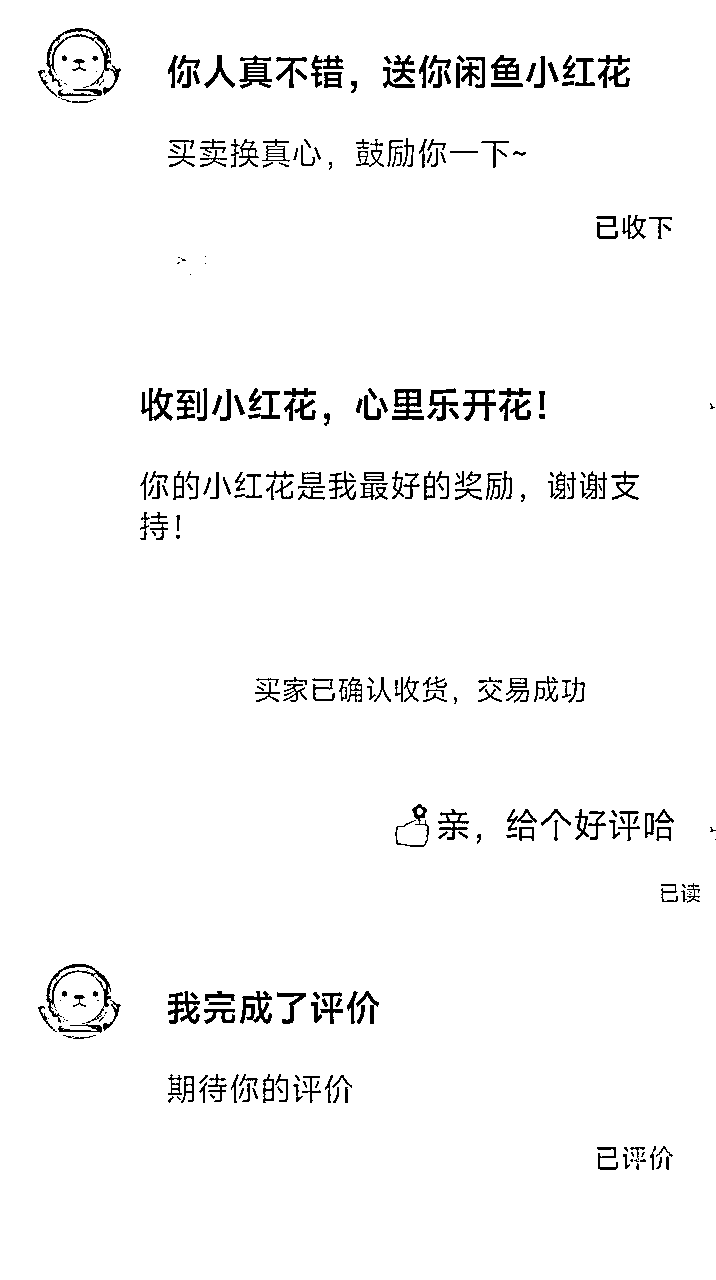 你人真不错，送你闲鱼小红花
买卖换真心，鼓励你一下~
已收下
收到小红花，心里乐开花！
你的小红花是我最好的奖励，谢谢支
持！
买家已确认收货，交易成功
亲，给个好评哈
已读
我完成了评价
期待你的评价
已评价